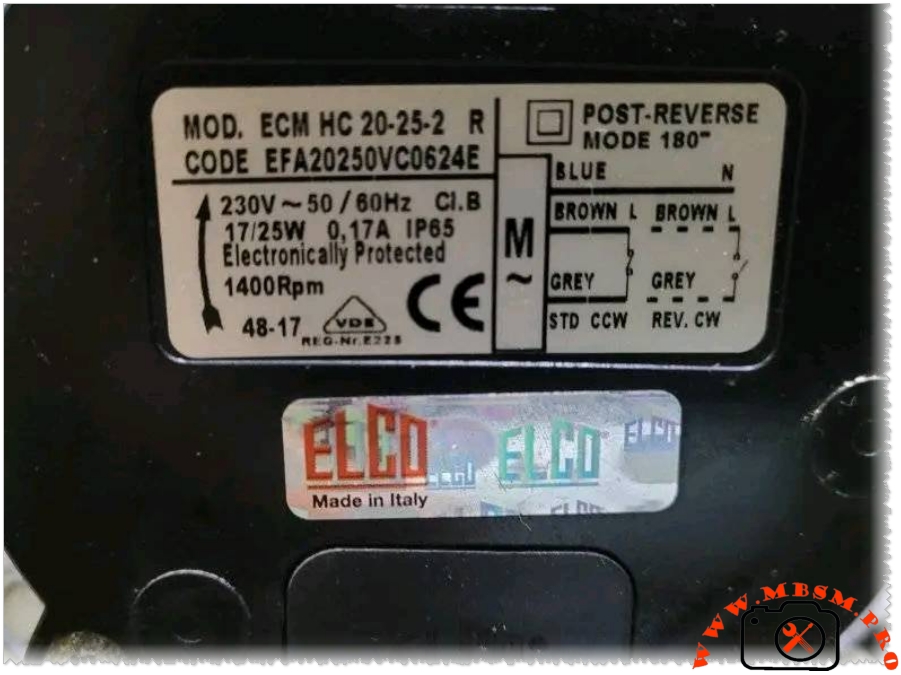 MOD. ECM HC 20-25-2 R
CODE EFA20250VC0624E
230V ~ 50 / 60Hz Cl.B
17/25W 0,17A IP65
Electronically Protected
1400Rpm
48-17
VDE
REG-Nr.E225
CE
POST-REVERSE
MODE 180"
M
~
BLUE N
BROWN L BROWN L
GREY GREY
STD CCW REV. CW
ELCO ELCO ELCO ELCO
Made in Italy
WWW.MBSM.PRO